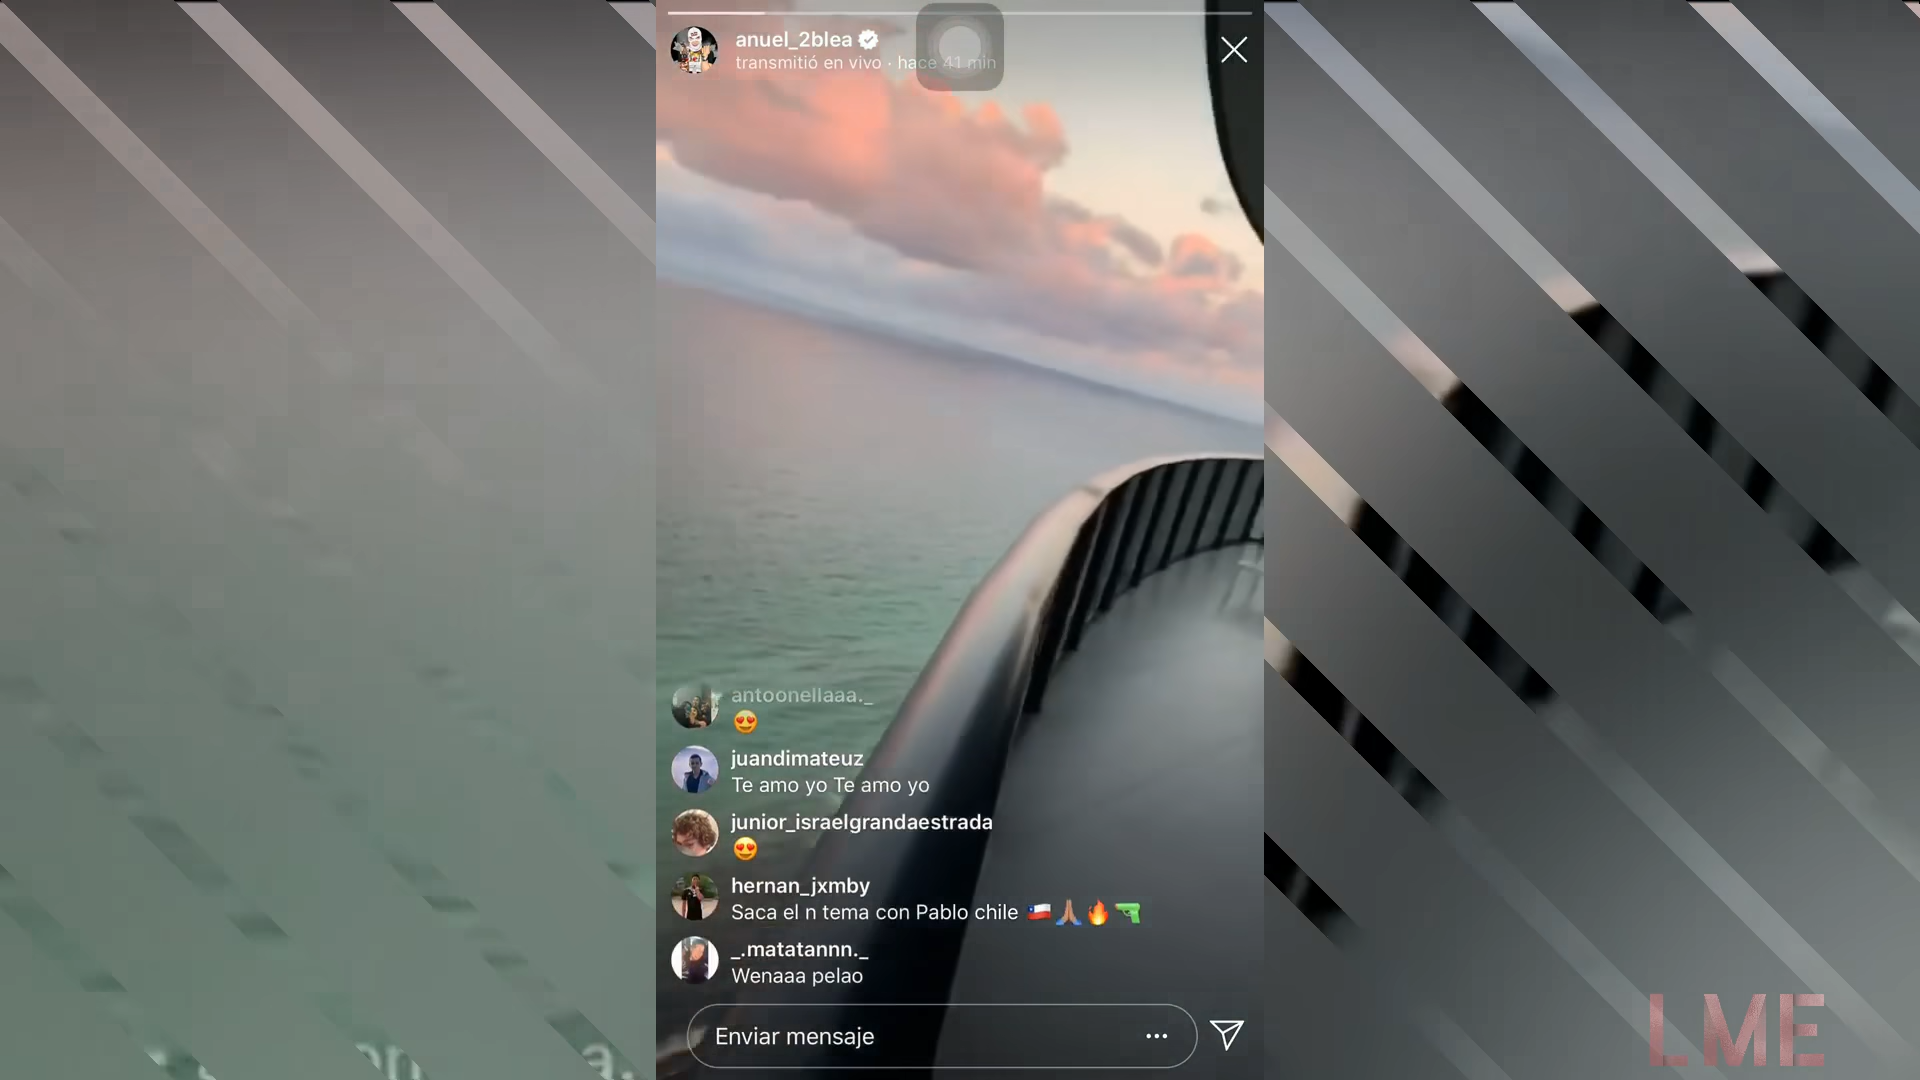 anuel_2blea
transmitió en vivo · hace 41 min
antoonellaaa._
😍
juandimateuz
Te amo yo Te amo yo
junior_israelgrandaestrada
😍
hernan_jxmby
Saca el n tema con Pablo chile 🇨🇱🙏🏽🔥🔫
_.matatannn._
Wenaaa pelao
Enviar mensaje
LME